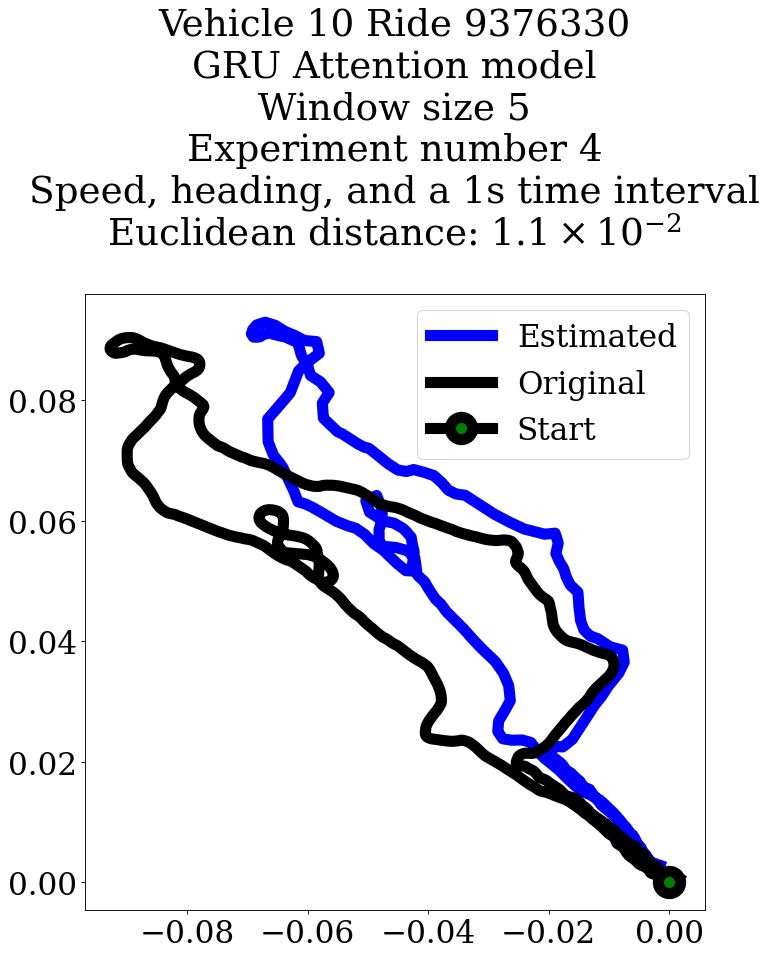 Vehicle 10 Ride 9376330
GRU Attention model
Window size 5
Experiment number 4
Speed, heading, and a 1s time interval
Euclidean distance: 1.1 × 10⁻²
Estimated
Original
Start
0.08
0.06
0.04
0.02
0.00
−0.08 −0.06 −0.04 −0.02 0.00